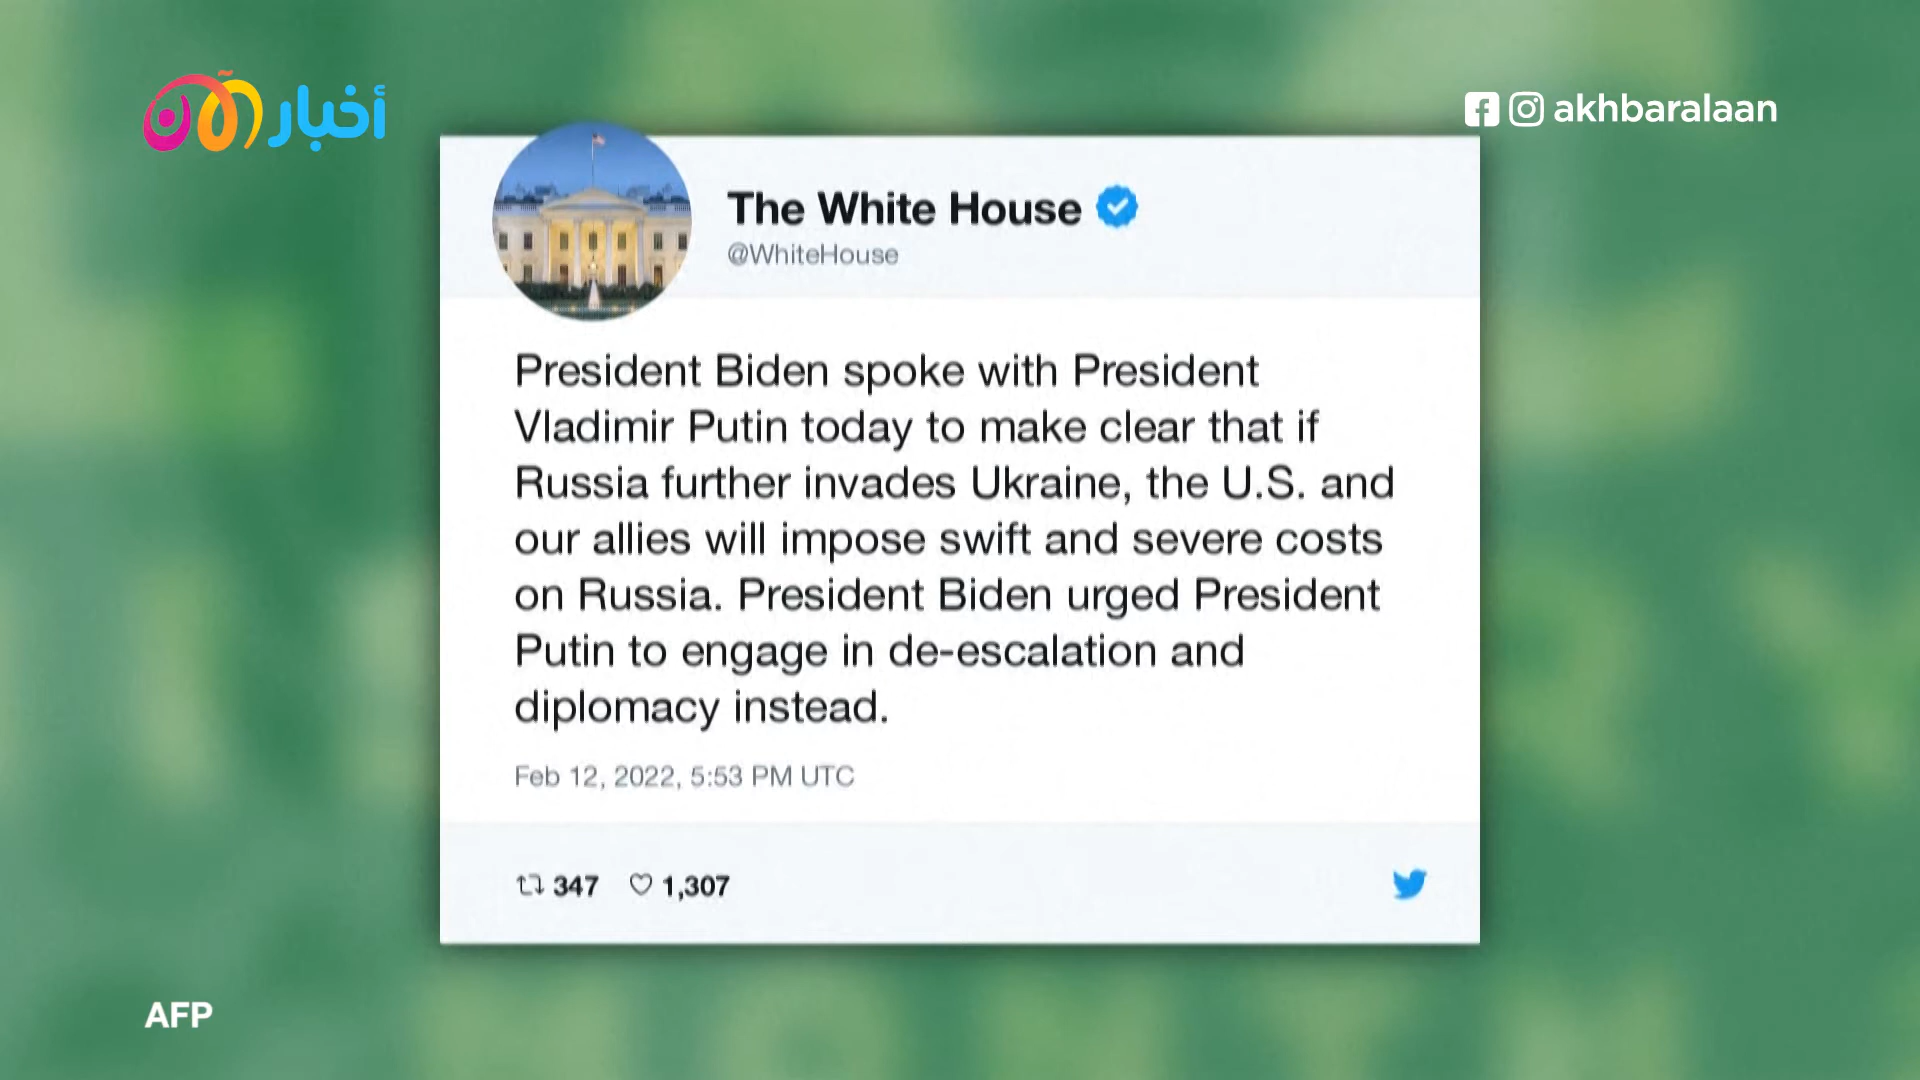 أخبار الآن
akhbaralaan
The White House
@WhiteHouse
President Biden spoke with President
Vladimir Putin today to make clear that if
Russia further invades Ukraine, the U.S. and
our allies will impose swift and severe costs
on Russia. President Biden urged President
Putin to engage in de-escalation and
diplomacy instead.
Feb 12, 2022, 5:53 PM UTC
347 1,307
AFP